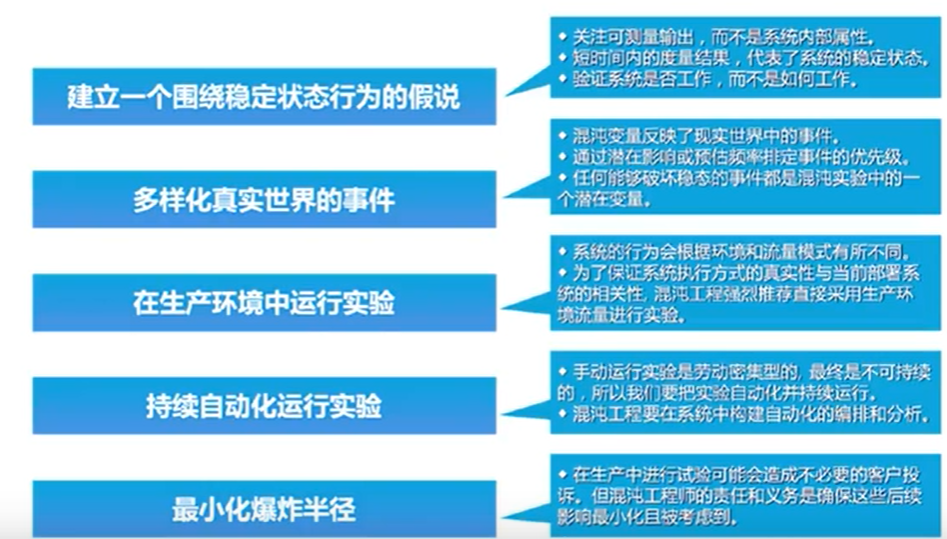 建立一个围绕稳定状态行为的假说
◆ 关注可测量输出，而不是系统内部属性。
◆ 短时间内的度量结果，代表了系统的稳定状态。
◆ 验证系统是否工作，而不是如何工作。
多样化真实世界的事件
◆ 混沌变量反映了现实世界中的事件。
◆ 通过潜在影响或预估频率排定事件的优先级。
◆ 任何能够破坏稳态的事件都是混沌实验中的一
个潜在变量。
在生产环境中运行实验
◆ 系统的行为会根据环境和流量模式有所不同。
◆ 为了保证系统执行方式的真实性与当前部署系
统的相关性, 混沌工程强烈推荐直接采用生产环
境流量进行实验。
持续自动化运行实验
◆ 手动运行实验是劳动密集型的, 最终是不可持续
的，所以我们要把实验自动化并持续运行。
◆ 混沌工程要在系统中构建自动化的编排和分析。
最小化爆炸半径
◆ 在生产中进行试验可能会造成不必要的客户投
诉。但混沌工程师的责任和义务是确保这些后续
影响最小化且被考虑到。